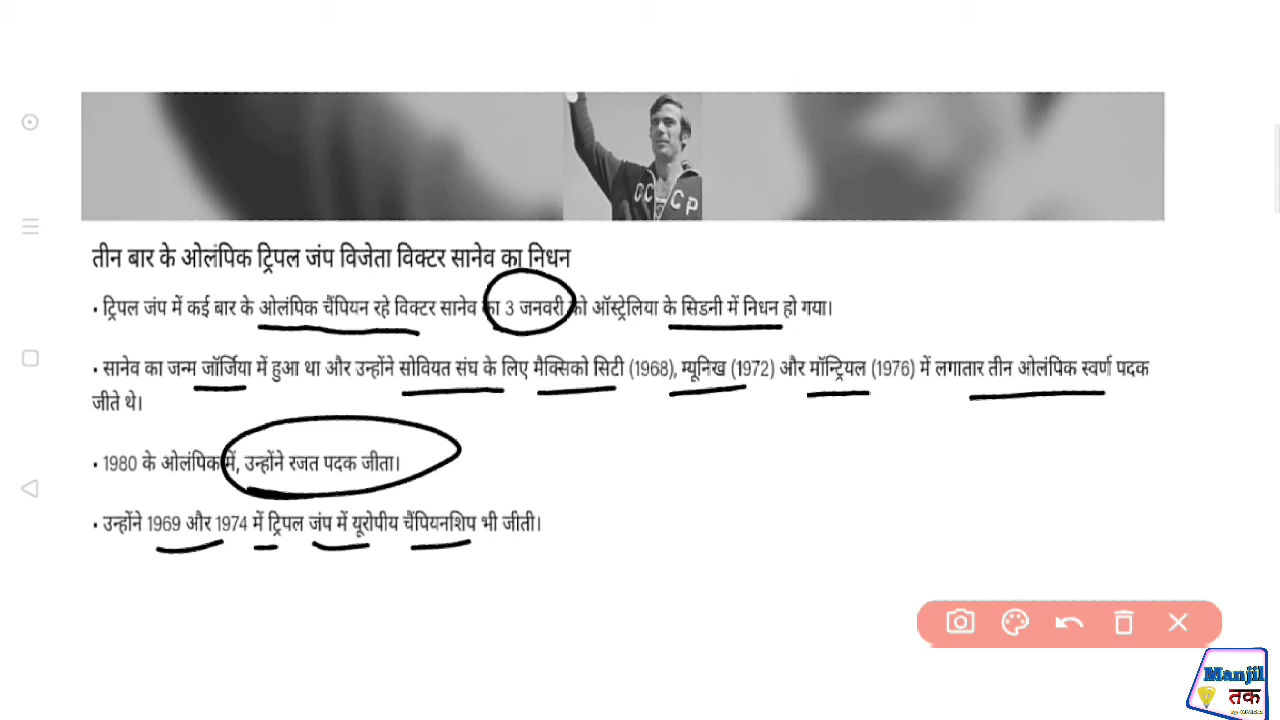 CCCP
तीन बार के ओलंपिक ट्रिपल जंप विजेता विक्टर सानेव का निधन
• ट्रिपल जंप में कई बार के ओलंपिक चैंपियन रहे विक्टर सानेव का 3 जनवरी को ऑस्ट्रेलिया के सिडनी में निधन हो गया।
• सानेव का जन्म जॉर्जिया में हुआ था और उन्होंने सोवियत संघ के लिए मैक्सिको सिटी (1968), म्यूनिख (1972) और मॉन्ट्रियल (1976) में लगातार तीन ओलंपिक स्वर्ण पदक
जीते थे।
• 1980 के ओलंपिक में, उन्होंने रजत पदक जीता।
• उन्होंने 1969 और 1974 में ट्रिपल जंप में यूरोपीय चैंपियनशिप भी जीती।
Manjil
तक